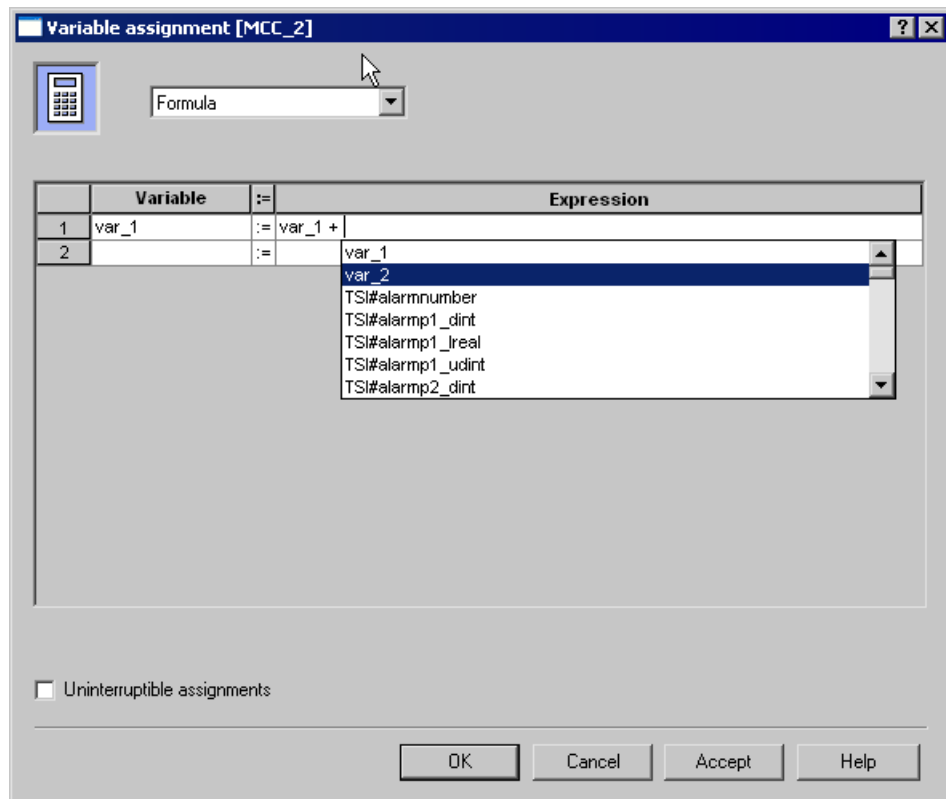 Variable assignment [MCC_2]
Formula
Variable := Expression
1 var_1 := var_1 +
2 :=
var_1
var_2
TSI#alarmnumber
TSI#alarmp1_dint
TSI#alarmp1_lreal
TSI#alarmp1_udint
TSI#alarmp2_dint
Uninterruptible assignments
OK Cancel Accept Help